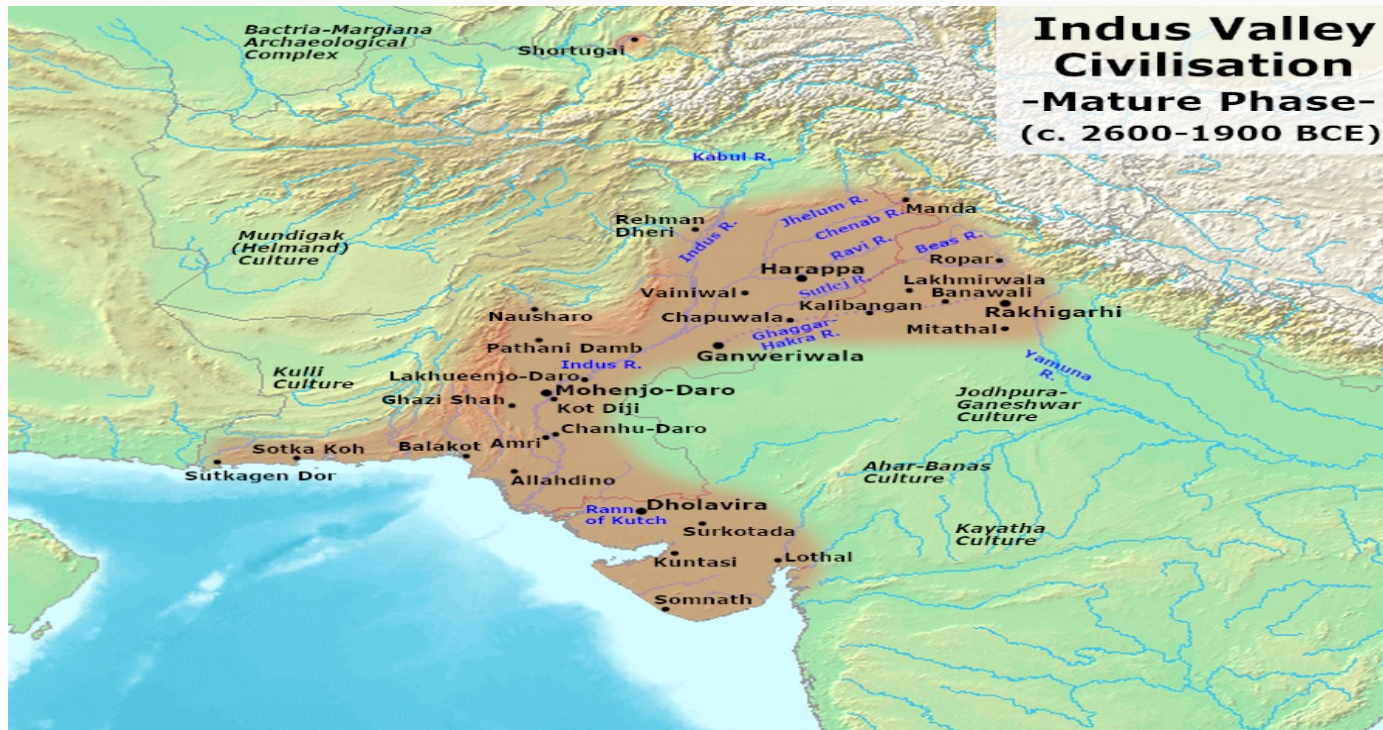 Indus Valley
Civilisation
-Mature Phase-
(c. 2600-1900 BCE)
Bactria-Margiana
Archaeological
Complex
Shortugai
Kabul R.
Rehman
Dheri
Indus R.
Jhelum R.
Manda
Chenab R.
Ravi R.
Beas R.
Mundigak
(Helmand)
Culture
Harappa
Ropar
Sutlej R.
Lakhmirwala
Vainiwal
Banawali
Kalibangan
Rakhigarhi
Nausharo
Chapuwala
Ghaggar-
Hakra R.
Mitathal
Pathani Damb
Ganweriwala
Indus R.
Yamuna
R.
Kulli
Culture
Lakhueenjo-Daro
Mohenjo-Daro
Jodhpura-
Ganeshwar
Culture
Ghazi Shah
Kot Diji
Chanhu-Daro
Amri
Balakot
Sotka Koh
Sutkagen Dor
Allahdino
Ahar-Banas
Culture
Dholavira
Rann
of Kutch
Surkotada
Kayatha
Culture
Kuntasi
Lothal
Somnath